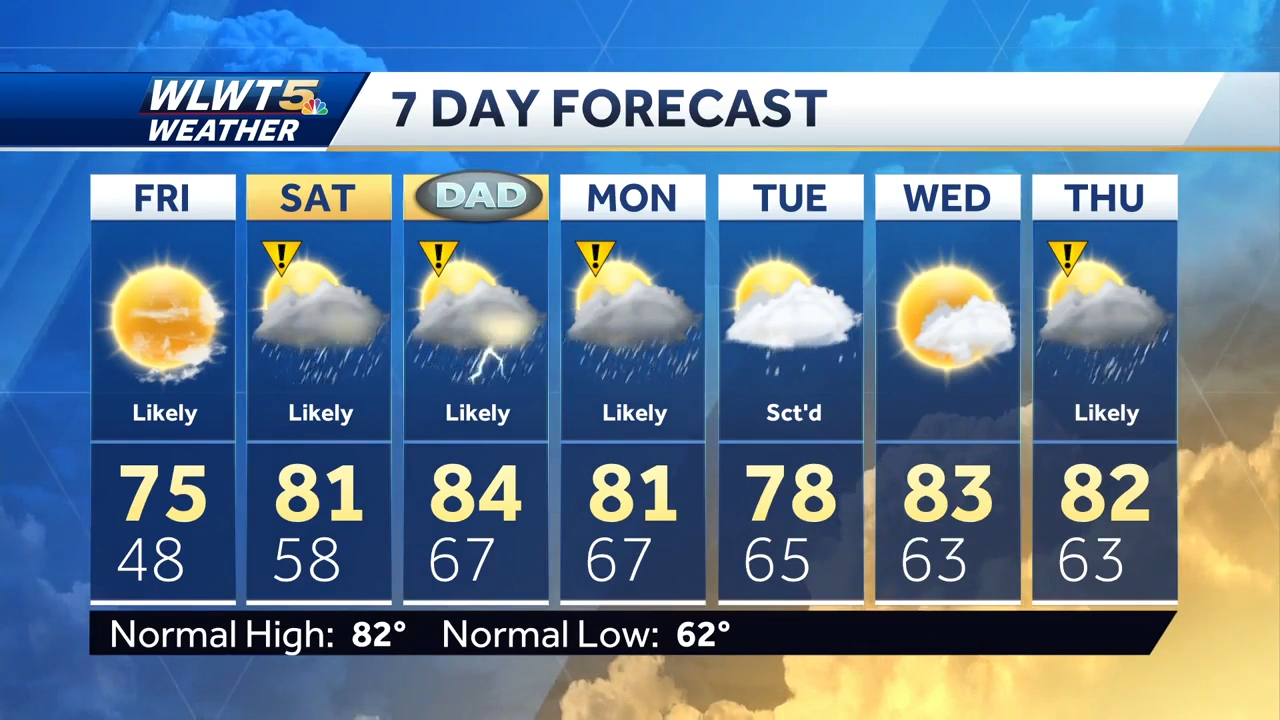 WLWT5
WEATHER
7 DAY FORECAST
FRI SAT DAD MON TUE WED THU
! ! ! !
Likely Likely Likely Likely Sct'd Likely
75 81 84 81 78 83 82
48 58 67 67 65 63 63
Normal High: 82° Normal Low: 62°